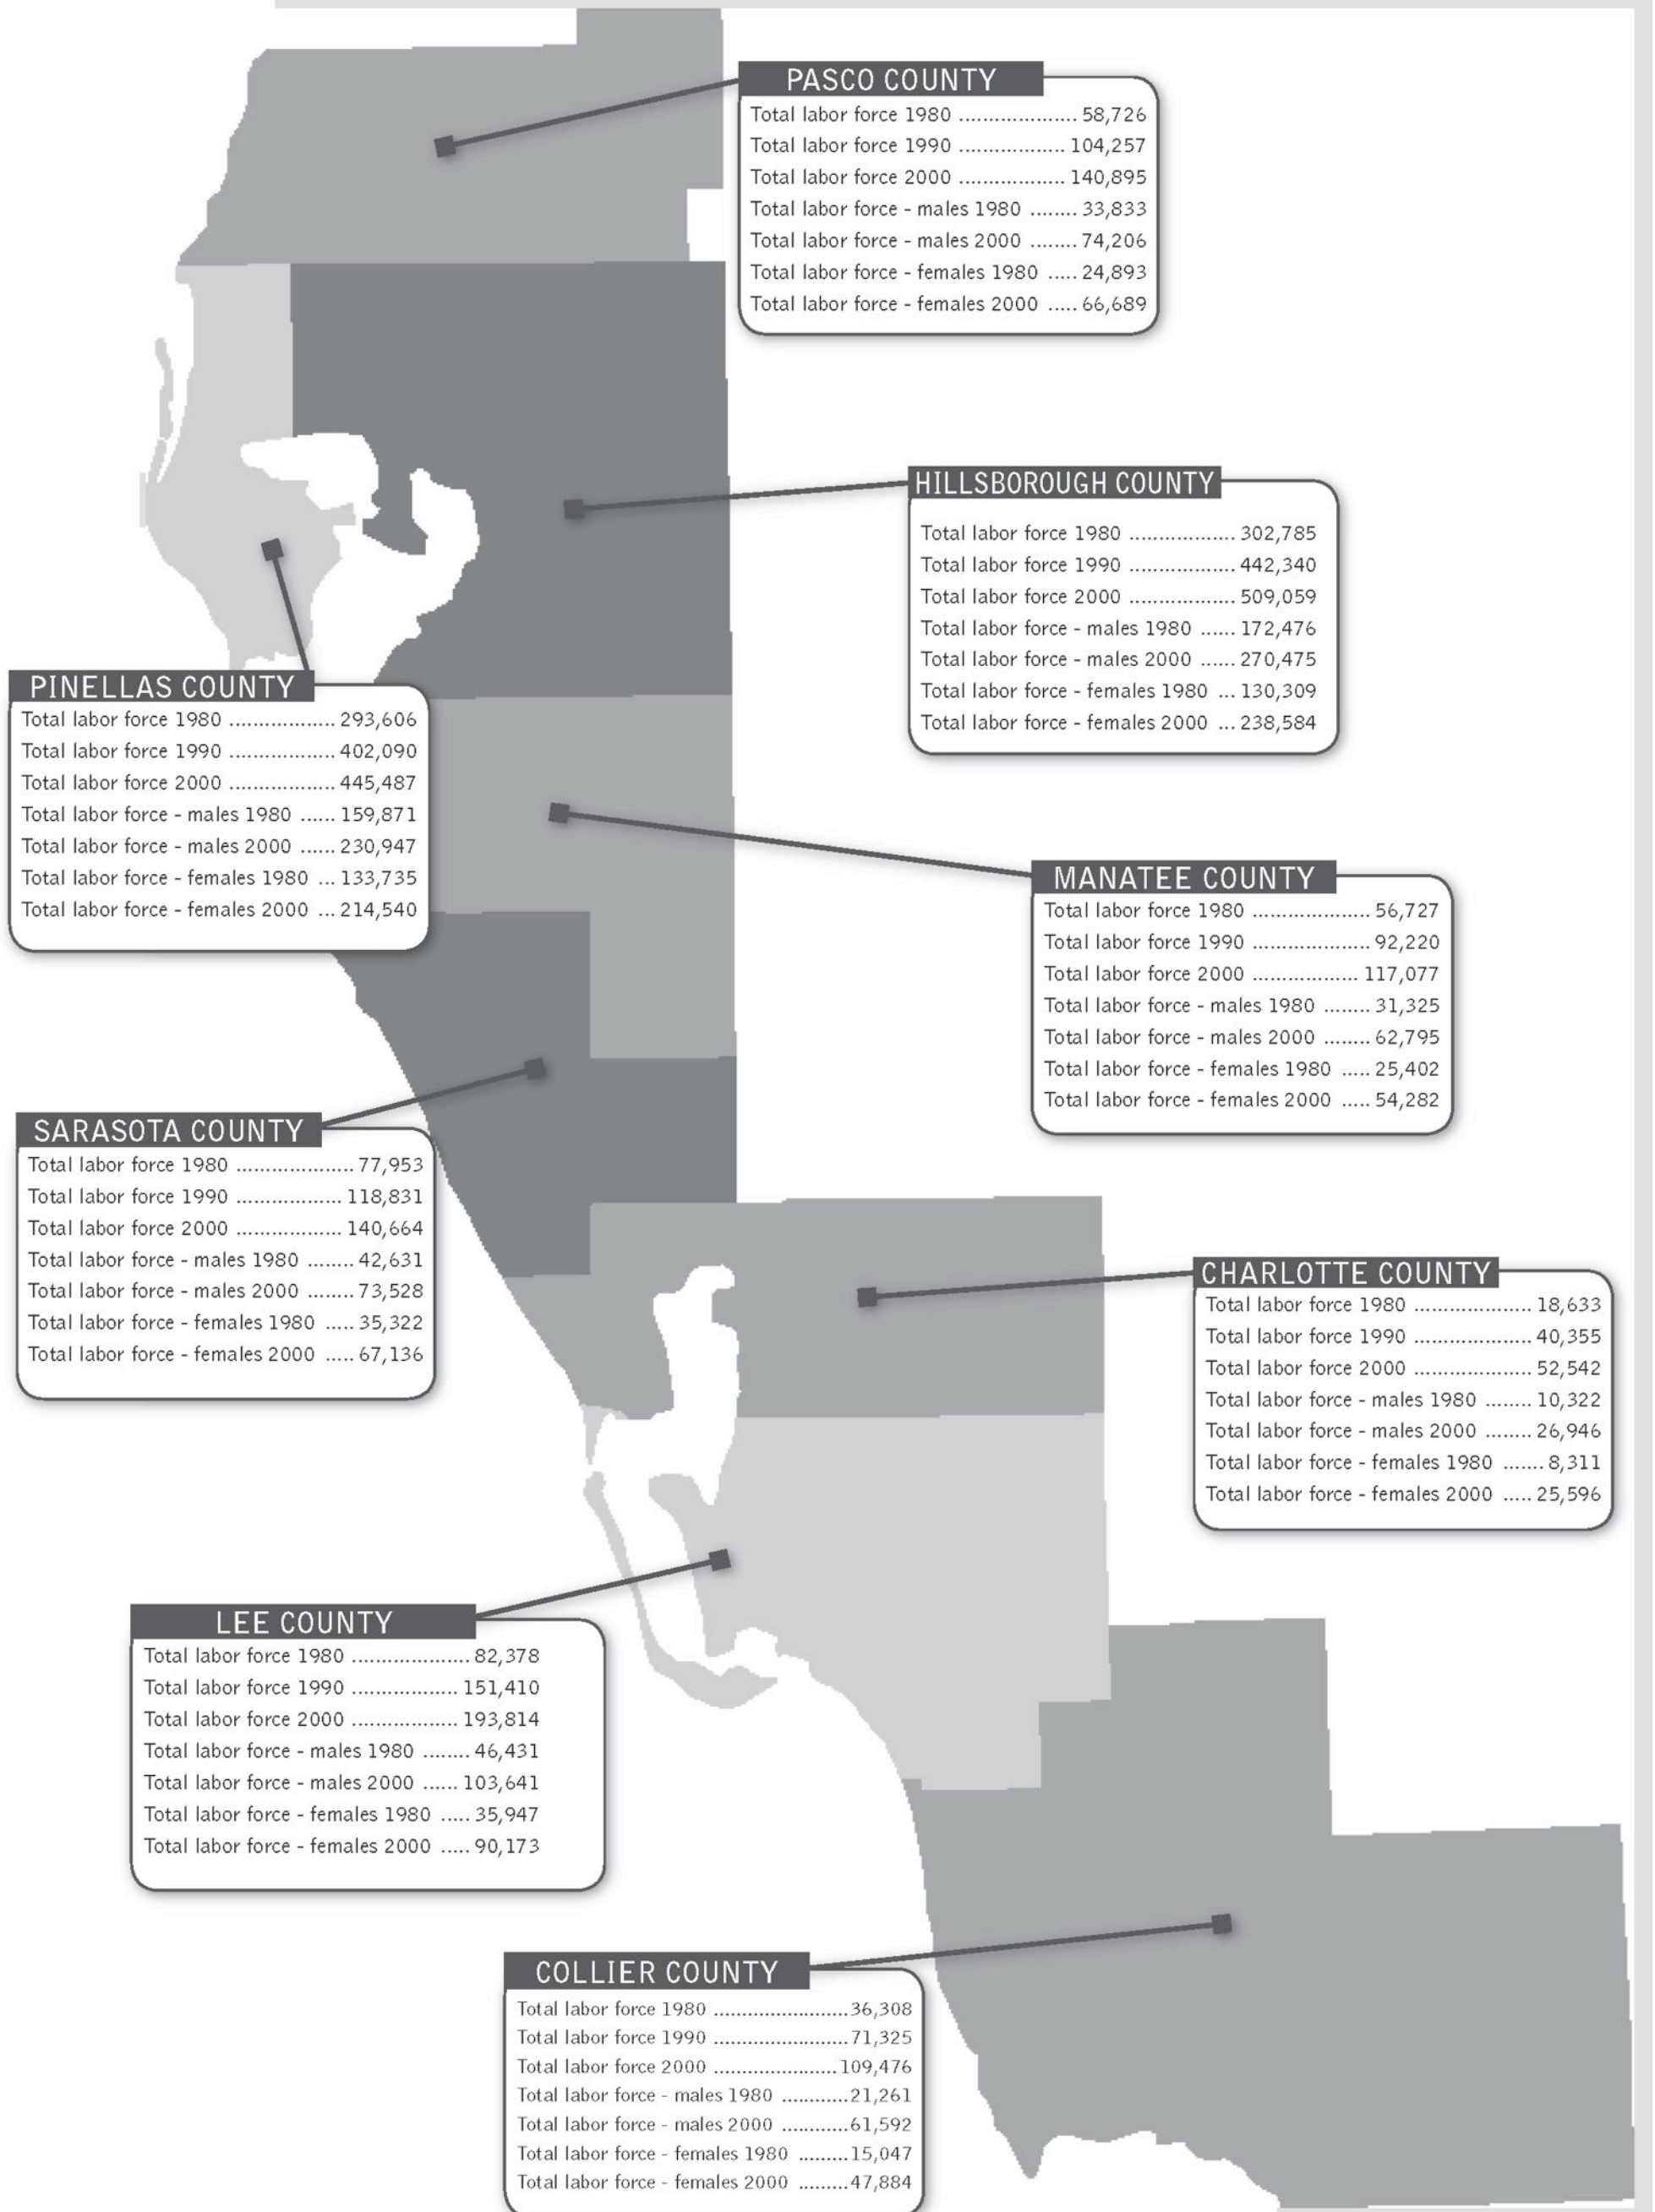 PASCO COUNTY
Total labor force 1980 .................... 58,726
Total labor force 1990 .................. 104,257
Total labor force 2000 .................. 140,895
Total labor force - males 1980 ........ 33,833
Total labor force - males 2000 ........ 74,206
Total labor force - females 1980 ..... 24,893
Total labor force - females 2000 ..... 66,689
HILLSBOROUGH COUNTY
Total labor force 1980 .................. 302,785
Total labor force 1990 .................. 442,340
Total labor force 2000 .................. 509,059
Total labor force - males 1980 ...... 172,476
Total labor force - males 2000 ...... 270,475
Total labor force - females 1980 ... 130,309
Total labor force - females 2000 ... 238,584
PINELLAS COUNTY
Total labor force 1980 .................. 293,606
Total labor force 1990 .................. 402,090
Total labor force 2000 .................. 445,487
Total labor force - males 1980 ...... 159,871
Total labor force - males 2000 ...... 230,947
Total labor force - females 1980 ... 133,735
Total labor force - females 2000 ... 214,540
MANATEE COUNTY
Total labor force 1980 .................... 56,727
Total labor force 1990 .................... 92,220
Total labor force 2000 .................. 117,077
Total labor force - males 1980 ........ 31,325
Total labor force - males 2000 ........ 62,795
Total labor force - females 1980 ..... 25,402
Total labor force - females 2000 ..... 54,282
SARASOTA COUNTY
Total labor force 1980 .................... 77,953
Total labor force 1990 .................. 118,831
Total labor force 2000 .................. 140,664
Total labor force - males 1980 ........ 42,631
Total labor force - males 2000 ........ 73,528
Total labor force - females 1980 ..... 35,322
Total labor force - females 2000 ..... 67,136
CHARLOTTE COUNTY
Total labor force 1980 .................... 18,633
Total labor force 1990 .................... 40,355
Total labor force 2000 .................... 52,542
Total labor force - males 1980 ........ 10,322
Total labor force - males 2000 ........ 26,946
Total labor force - females 1980 ....... 8,311
Total labor force - females 2000 ..... 25,596
LEE COUNTY
Total labor force 1980 .................... 82,378
Total labor force 1990 .................. 151,410
Total labor force 2000 .................. 193,814
Total labor force - males 1980 ........ 46,431
Total labor force - males 2000 ...... 103,641
Total labor force - females 1980 ..... 35,947
Total labor force - females 2000 ..... 90,173
COLLIER COUNTY
Total labor force 1980 ........................36,308
Total labor force 1990 ........................71,325
Total labor force 2000 ......................109,476
Total labor force - males 1980 ............21,261
Total labor force - males 2000 ............61,592
Total labor force - females 1980 .........15,047
Total labor force - females 2000 .........47,884